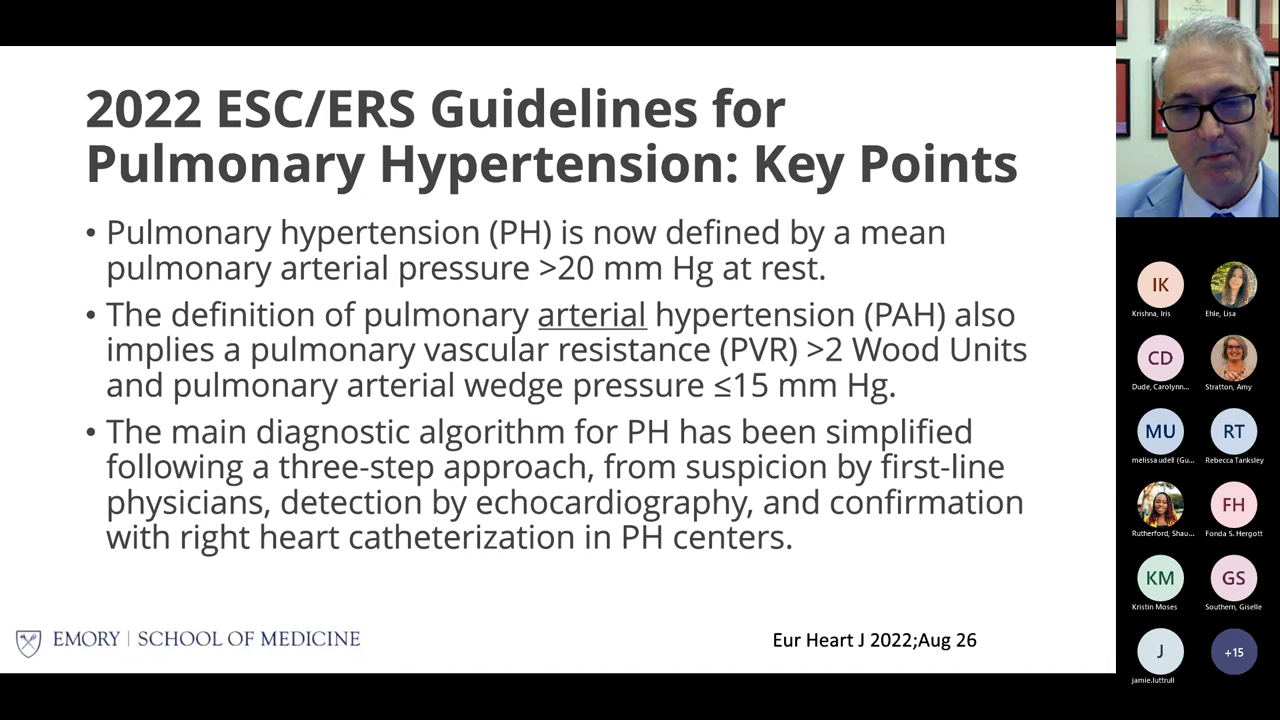 2022 ESC/ERS Guidelines for
Pulmonary Hypertension: Key Points
• Pulmonary hypertension (PH) is now defined by a mean
pulmonary arterial pressure >20 mm Hg at rest.
• The definition of pulmonary arterial hypertension (PAH) also
implies a pulmonary vascular resistance (PVR) >2 Wood Units
and pulmonary arterial wedge pressure ≤15 mm Hg.
• The main diagnostic algorithm for PH has been simplified
following a three-step approach, from suspicion by first-line
physicians, detection by echocardiography, and confirmation
with right heart catheterization in PH centers.
EMORY | SCHOOL OF MEDICINE
Eur Heart J 2022;Aug 26
IK
Krishna, Iris
Ehle, Lisa
CD
Dude, Carolynn...
Stratton, Amy
MU
RT
melissa udell (Gu...
Rebecca Tanksley
FH
Rutherford, Shau...
Fonda S. Hergott
KM
GS
Kristin Moses
Southern, Giselle
J
+15
jamie.luttrull